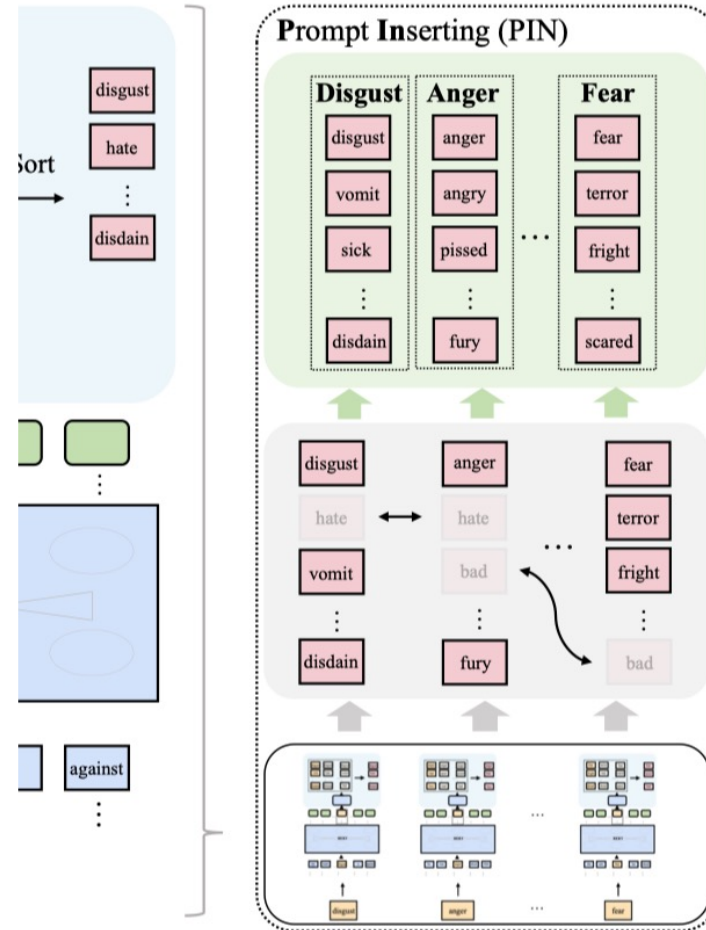 disgust
hate
Sort
disdain
against
Prompt Inserting (PIN)
Disgust Anger Fear
disgust anger fear
vomit angry terror
sick pissed fright
disdain fury scared
disgust anger fear
hate hate terror
vomit bad fright
disdain fury bad
disgust anger fear